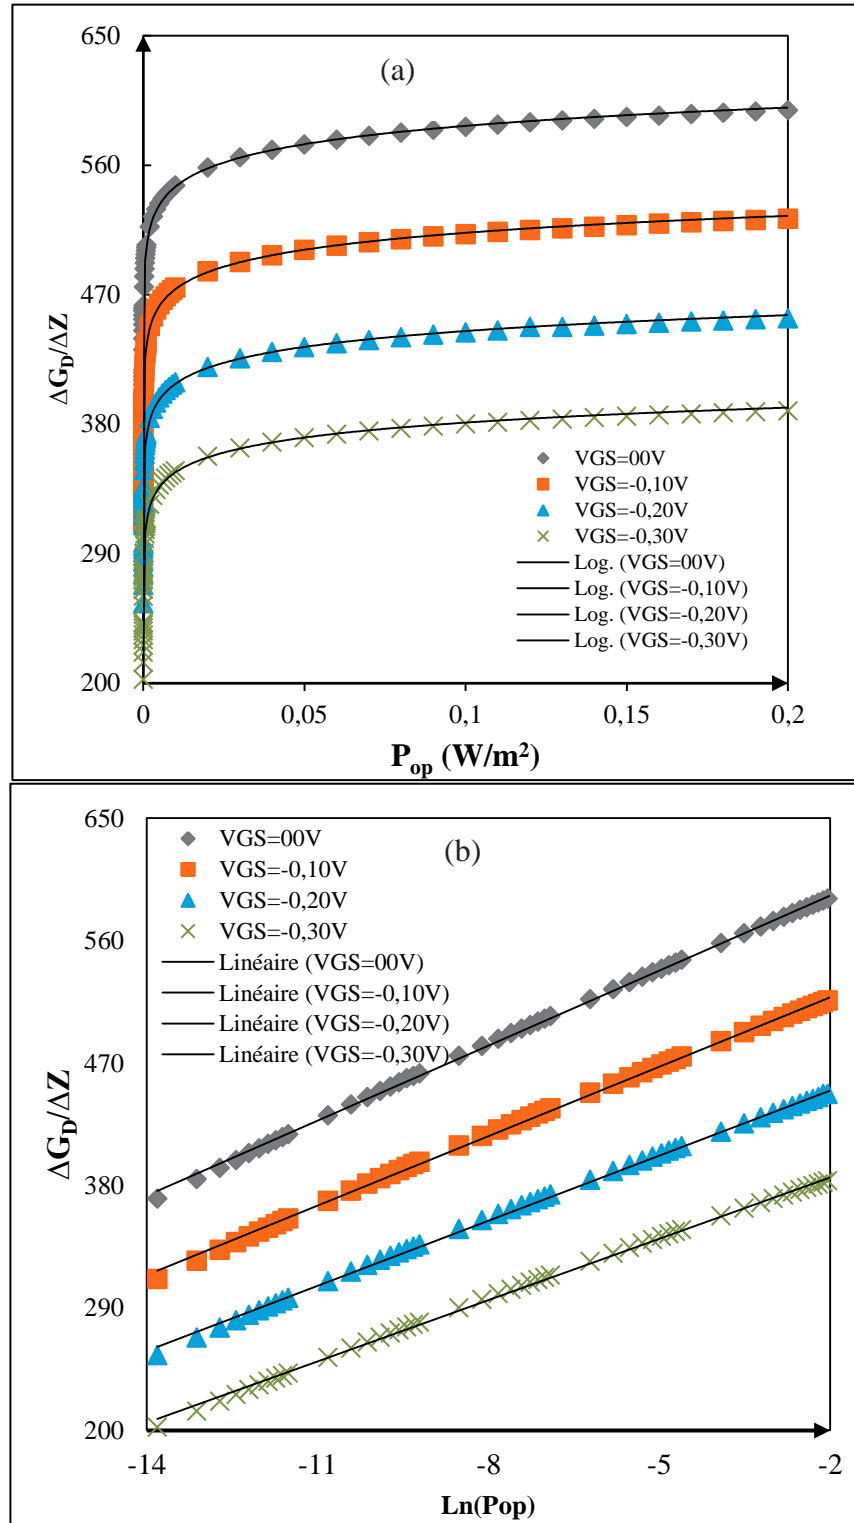 (a)
650
560
470
380
290
200
ΔG_D/ΔZ
VGS=00V
VGS=-0,10V
VGS=-0,20V
VGS=-0,30V
Log. (VGS=00V)
Log. (VGS=-0,10V)
Log. (VGS=-0,20V)
Log. (VGS=-0,30V)
0 0,05 0,1 0,15 0,2
P_op (W/m²)
(b)
650
560
470
380
290
200
ΔG_D/ΔZ
VGS=00V
VGS=-0,10V
VGS=-0,20V
VGS=-0,30V
Linéaire (VGS=00V)
Linéaire (VGS=-0,10V)
Linéaire (VGS=-0,20V)
Linéaire (VGS=-0,30V)
-14 -11 -8 -5 -2
Ln(Pop)